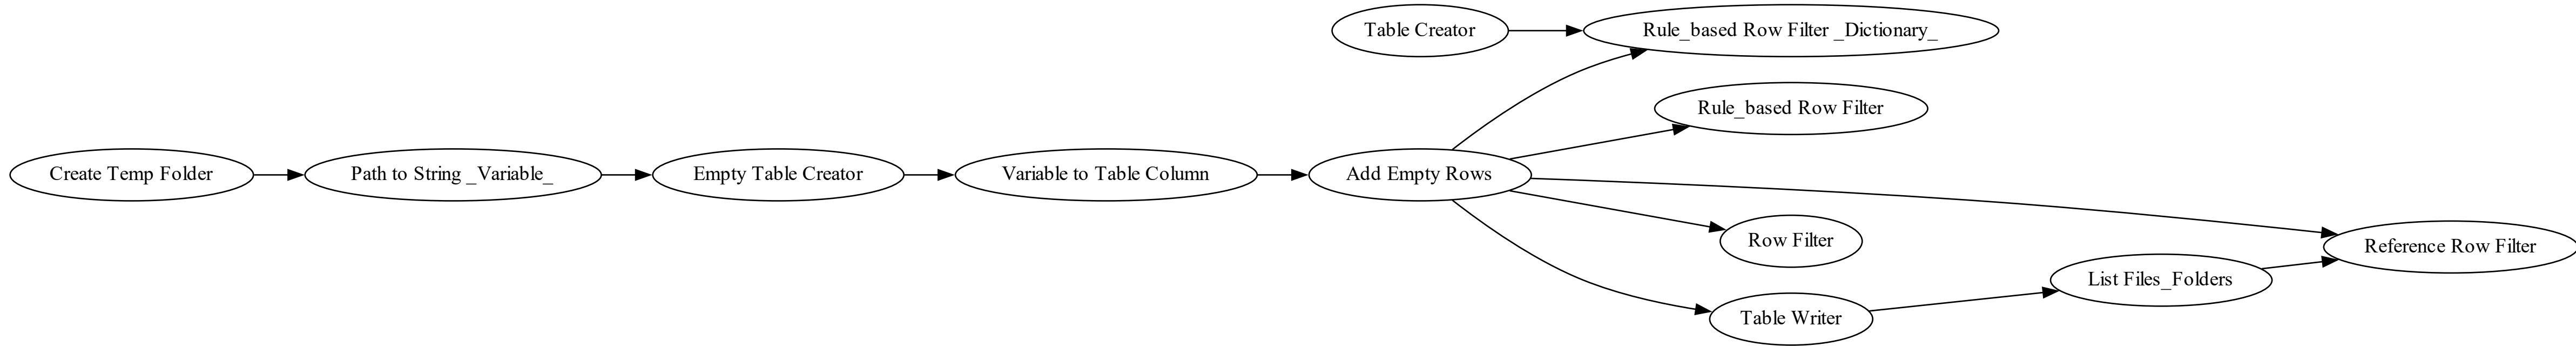 Table Creator
Rule_based Row Filter _Dictionary_
Rule_based Row Filter
Create Temp Folder
Path to String _Variable_
Empty Table Creator
Variable to Table Column
Add Empty Rows
Row Filter
Reference Row Filter
List Files_Folders
Table Writer